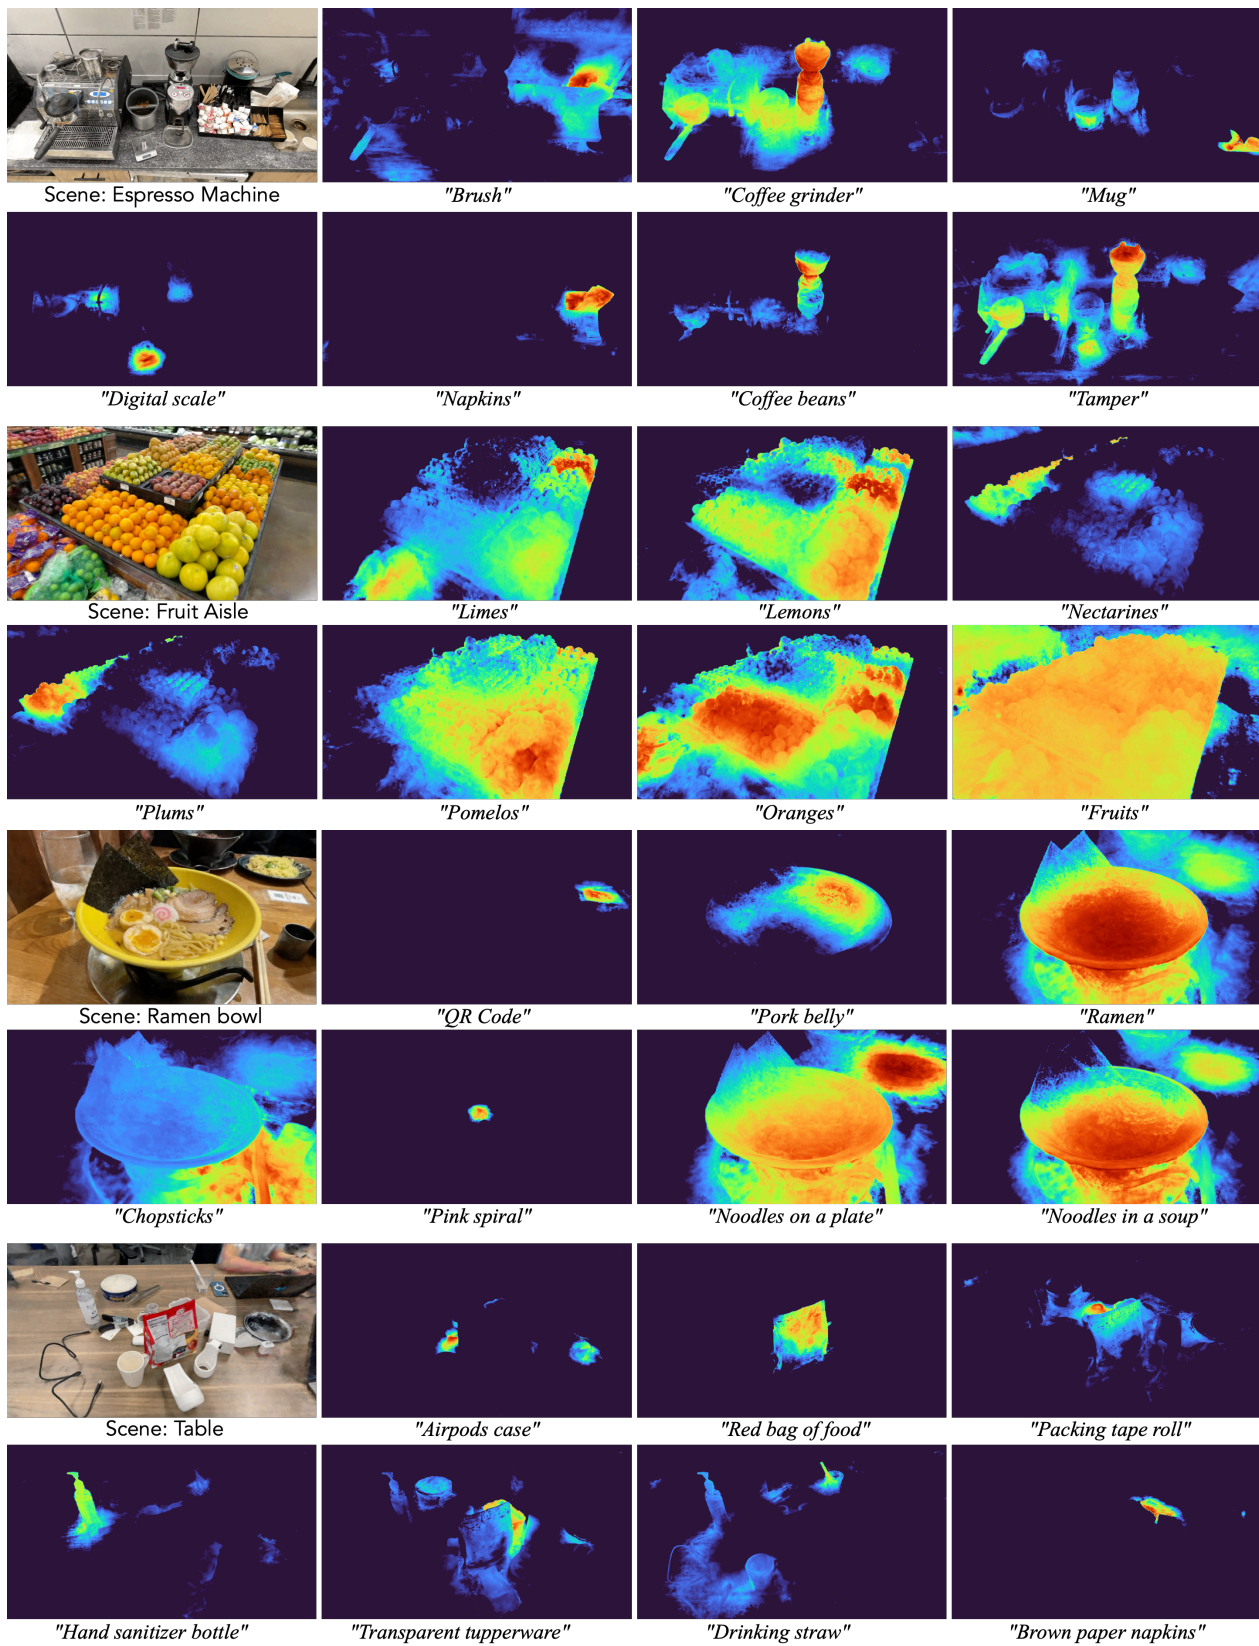 Scene: Espresso Machine
"Brush"
"Coffee grinder"
"Mug"
"Digital scale"
"Napkins"
"Coffee beans"
"Tamper"
Scene: Fruit Aisle
"Limes"
"Lemons"
"Nectarines"
"Plums"
"Pomelos"
"Oranges"
"Fruits"
Scene: Ramen bowl
"QR Code"
"Pork belly"
"Ramen"
"Chopsticks"
"Pink spiral"
"Noodles on a plate"
"Noodles in a soup"
Scene: Table
"Airpods case"
"Red bag of food"
"Packing tape roll"
"Hand sanitizer bottle"
"Transparent tupperware"
"Drinking straw"
"Brown paper napkins"